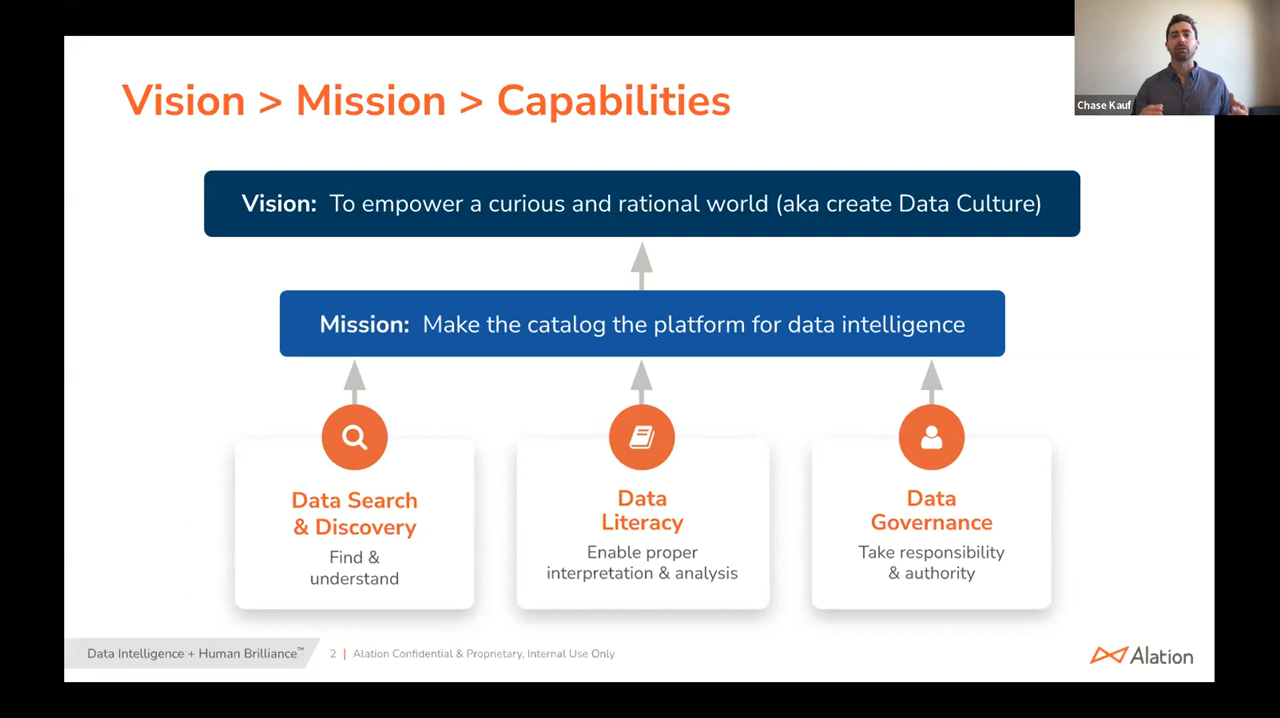 Vision > Mission > Capabilities
Chase Kauf
Vision: To empower a curious and rational world (aka create Data Culture)
Mission: Make the catalog the platform for data intelligence
Data Search
& Discovery
Find &
understand
Data
Literacy
Enable proper
interpretation & analysis
Data
Governance
Take responsibility
& authority
Data Intelligence + Human Brilliance™
2 | Alation Confidential & Proprietary, Internal Use Only
Alation